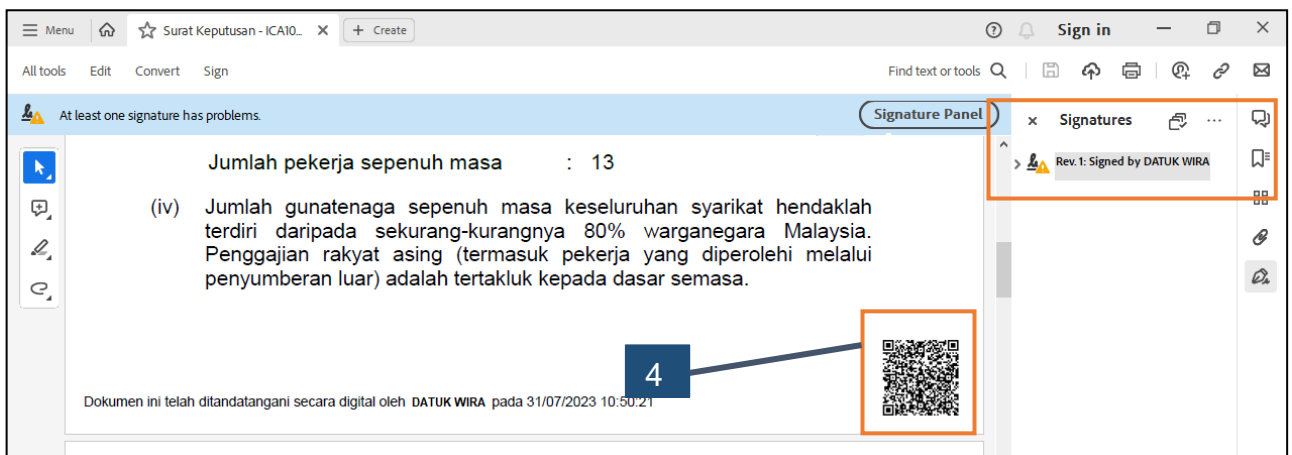 Menu
Surat Keputusan - ICA10...
+ Create
Sign in
All tools Edit Convert Sign
Find text or tools
At least one signature has problems.
Signature Panel
Signatures
Rev. 1: Signed by DATUK WIRA
Jumlah pekerja sepenuh masa : 13
(iv) Jumlah gunatenaga sepenuh masa keseluruhan syarikat hendaklah
terdiri daripada sekurang-kurangnya 80% warganegara Malaysia.
Penggajian rakyat asing (termasuk pekerja yang diperolehi melalui
penyumberan luar) adalah tertakluk kepada dasar semasa.
4
Dokumen ini telah ditandatangani secara digital oleh DATUK WIRA pada 31/07/2023 10:50:21